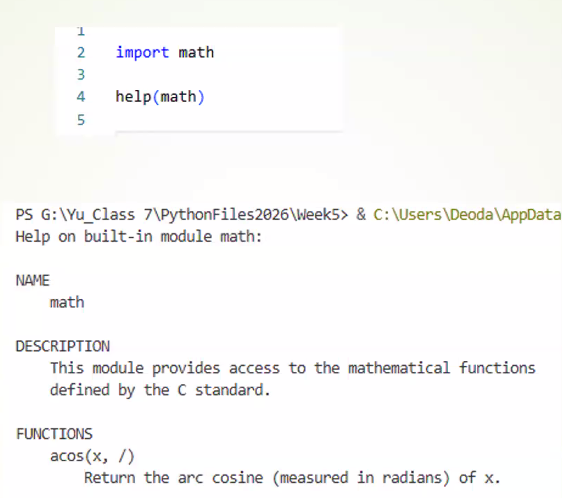 1
2 import math
3
4 help(math)
5
PS G:\Yu_Class 7\PythonFiles2026\Week5> & C:\Users\Deoda\AppData
Help on built-in module math:
NAME
math
DESCRIPTION
This module provides access to the mathematical functions
defined by the C standard.
FUNCTIONS
acos(x, /)
Return the arc cosine (measured in radians) of x.